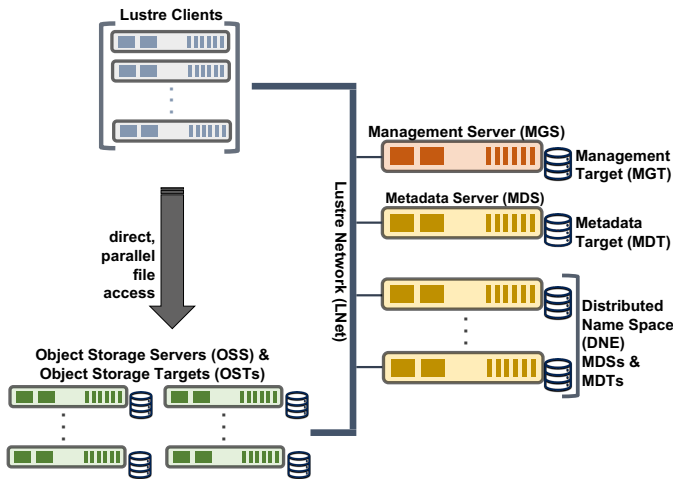 Lustre Clients
Management Server (MGS)
Management
Target (MGT)
Metadata Server (MDS)
Metadata
Target (MDT)
Lustre Network (LNet)
direct,
parallel
file
access
Distributed
Name Space
(DNE)
MDSs &
MDTs
Object Storage Servers (OSS) &
Object Storage Targets (OSTs)